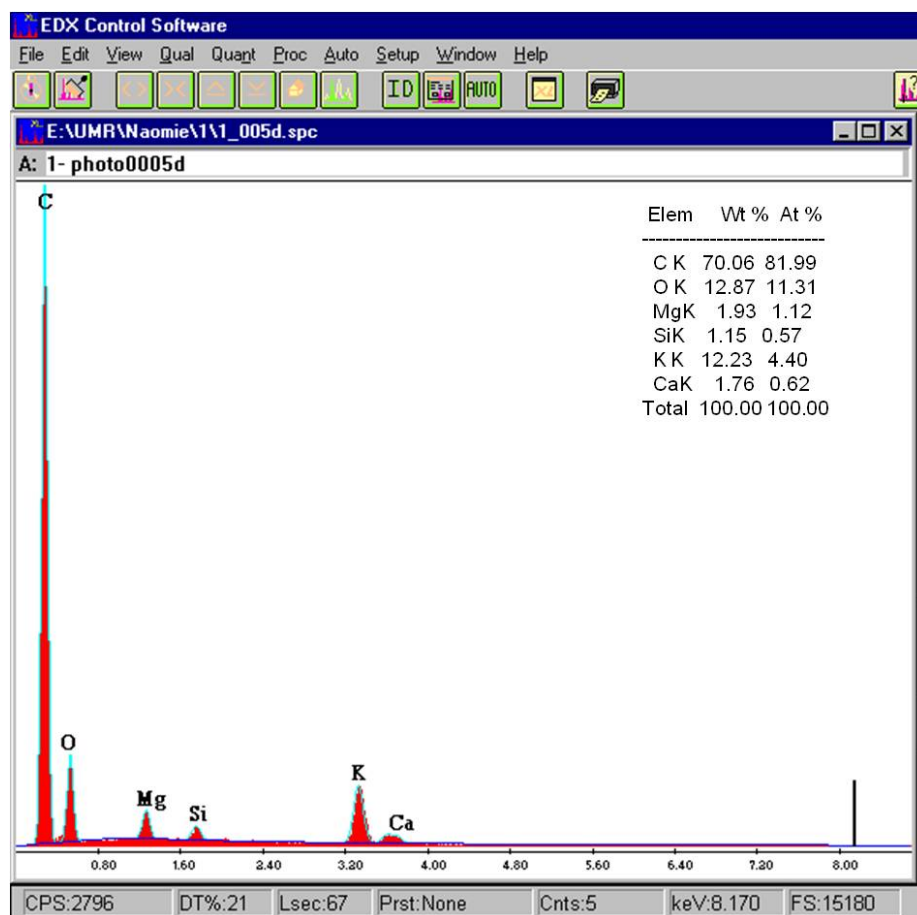 EDX Control Software
File Edit View Qual Quant Proc Auto Setup Window Help
ID AUTO
E:\UMR\Naomie\1\1_005d.spc
A: 1- photo0005d
C
Elem Wt % At %
---------------------------
C K 70.06 81.99
O K 12.87 11.31
MgK 1.93 1.12
SiK 1.15 0.57
K K 12.23 4.40
CaK 1.76 0.62
Total 100.00 100.00
O
Mg
Si
K
Ca
0.80 1.60 2.40 3.20 4.00 4.80 5.60 6.40 7.20 8.00
CPS:2796 DT%:21 Lsec:67 Prst:None Cnts:5 keV:8.170 FS:15180